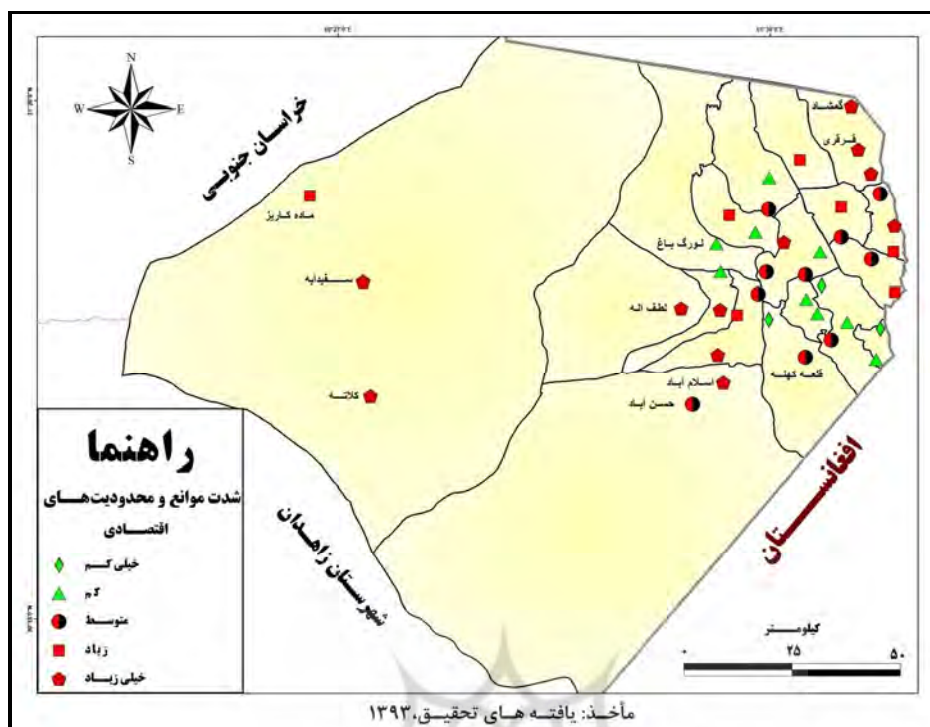 N
W E
S
خراسان جنوبی
گمشاد
قرقری
ماده کاریز
لورگ باغ
سفیدابه
لطف اله
کلاته
اسلام آباد
حسن آباد
قلعه کهنه
افغانستان
شهرستان زاهدان
راهنما
شدت موانع و محدودیت‌های
اقتصادی
خیلی کم
کم
متوسط
زیاد
خیلی زیاد
کیلومتر
۰ 25 ۵۰
مأخذ: یافته های تحقیق،۱۳۹۳